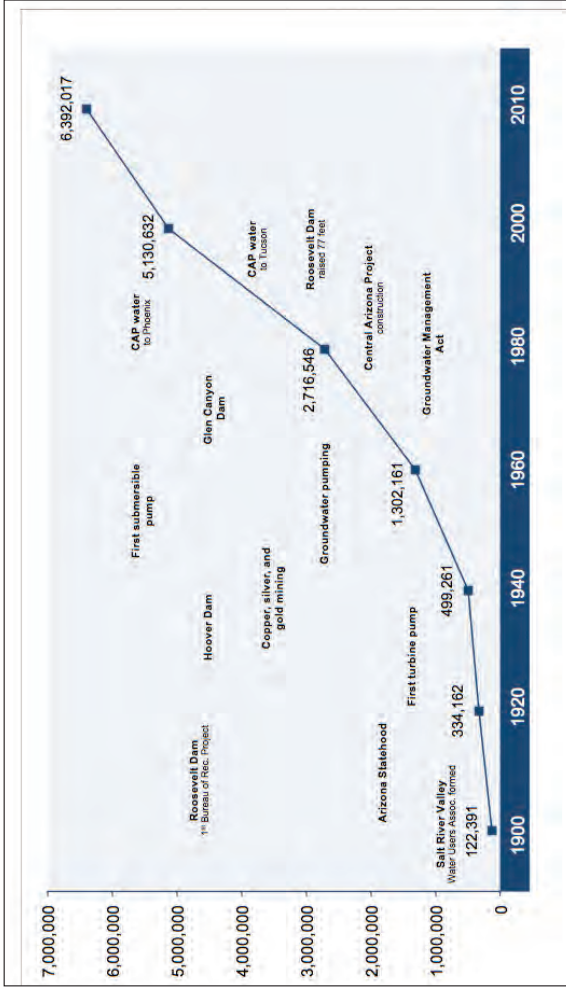 7,000,000
6,000,000
5,000,000
4,000,000
3,000,000
2,000,000
1,000,000
0
6,392,017
5,130,632
2,716,546
1,302,161
499,261
334,162
122,391
First submersible
pump
CAP water
to Phoenix
Roosevelt Dam
1st Bureau of Rec. Project
Hoover Dam
Glen Canyon
Dam
CAP water
to Tucson
Copper, silver, and
gold mining
Groundwater pumping
Roosevelt Dam
raised 77 feet
Arizona Statehood
Central Arizona Project
construction
First turbine pump
Groundwater Management
Act
Salt River Valley
Water Users Assoc. formed
1900
1920
1940
1960
1980
2000
2010